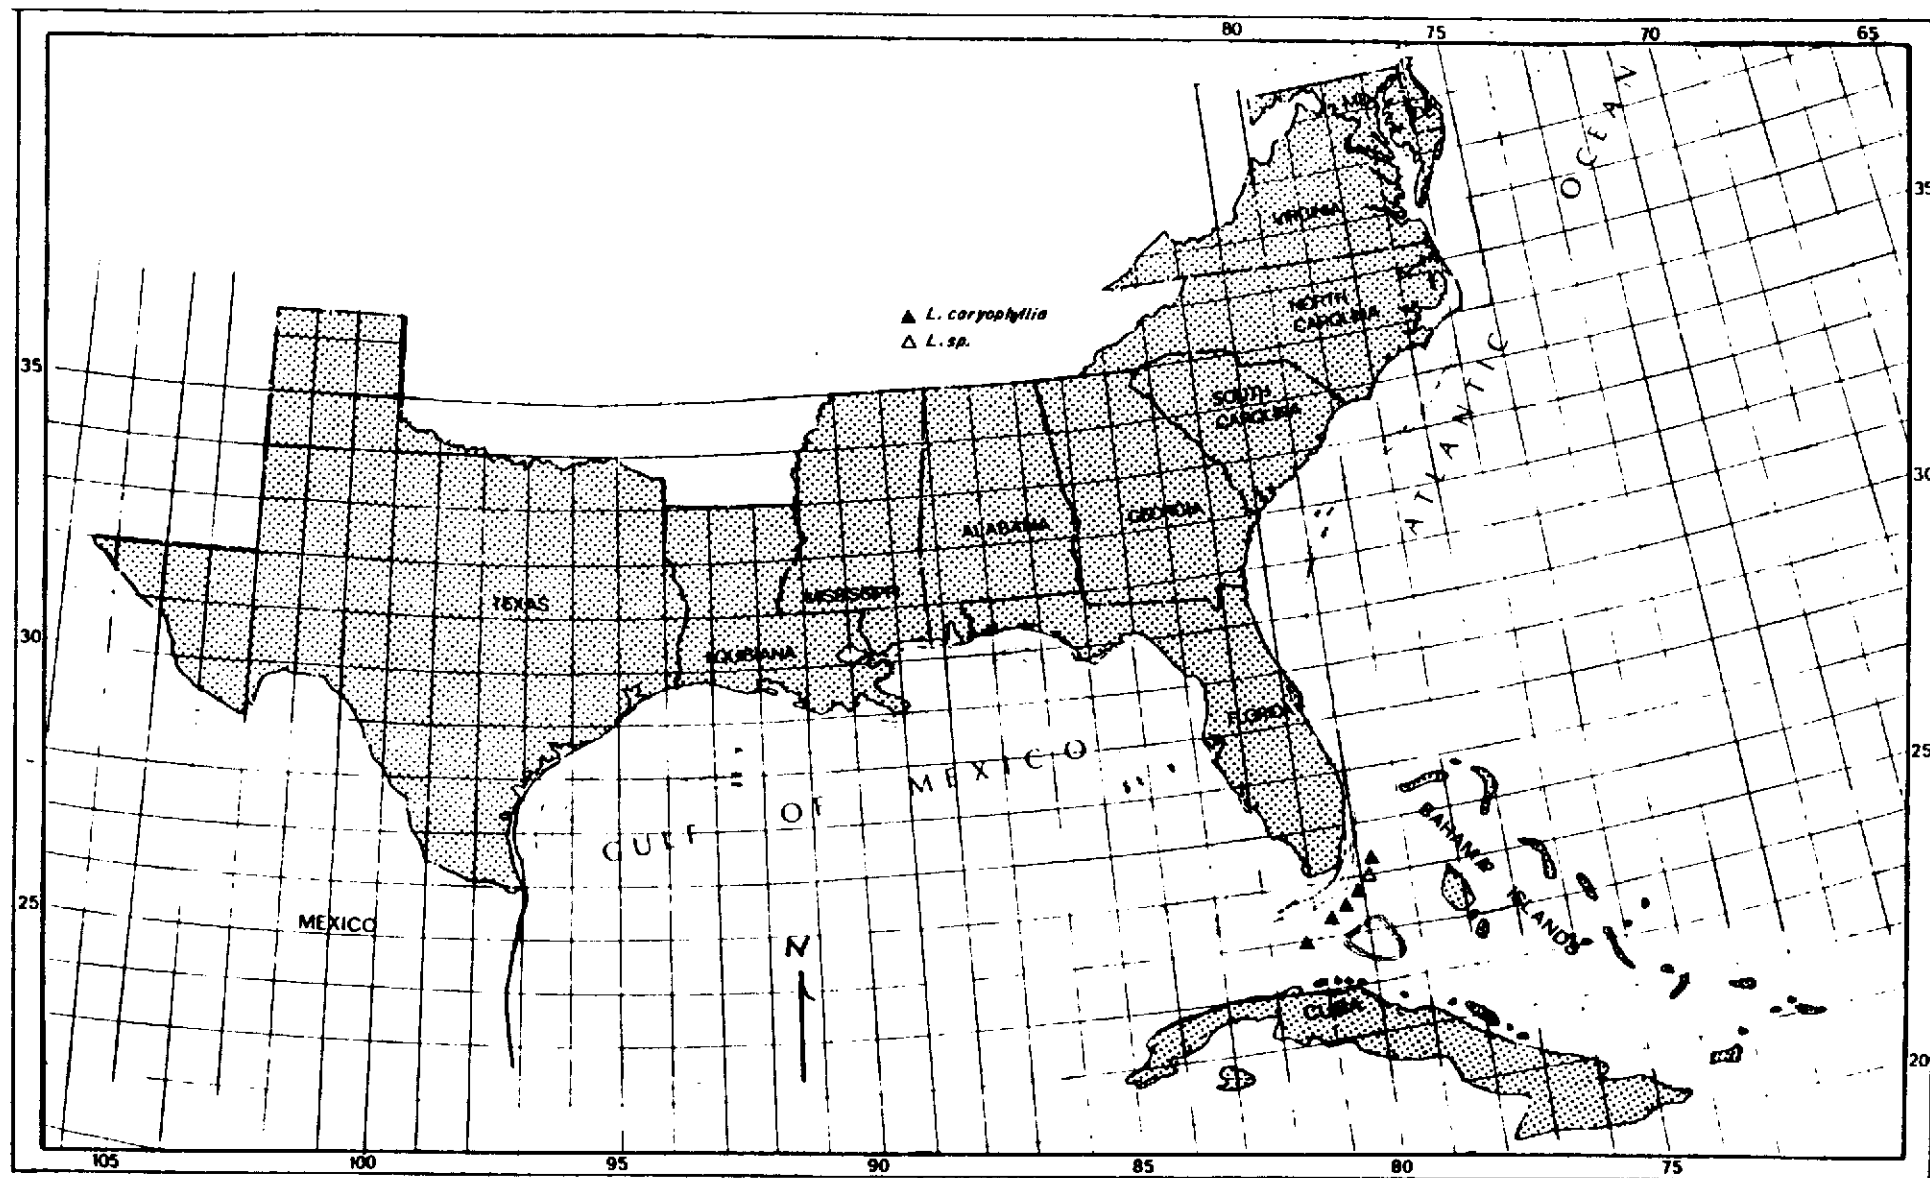 80 75 70 65
OCEAN
MD.
35
VIRGINIA
▲ L. coryophyllia
△ L. sp.
NORTH
CAROLINA
ATLANTIC
35
SOUTH
CAROLINA
30
ALABAMA
GEORGIA
TEXAS
MISSISSIPPI
30
LOUISIANA
FLORIDA
25
GULF OF MEXICO
BAHAMA
ISLANDS
25
MEXICO
N
CUBA
20
105 100 95 90 85 80 75